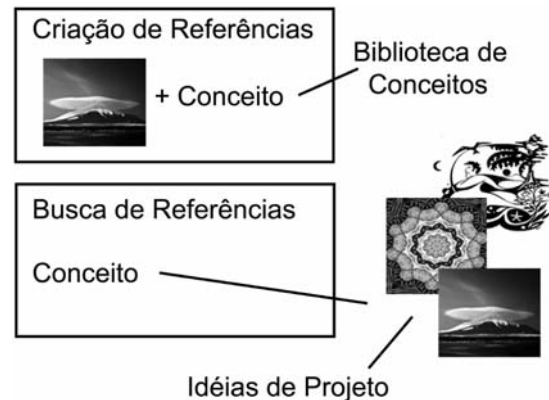 Criação de Referências
+ Conceito
Biblioteca de
Conceitos
Busca de Referências
Conceito
Idéias de Projeto